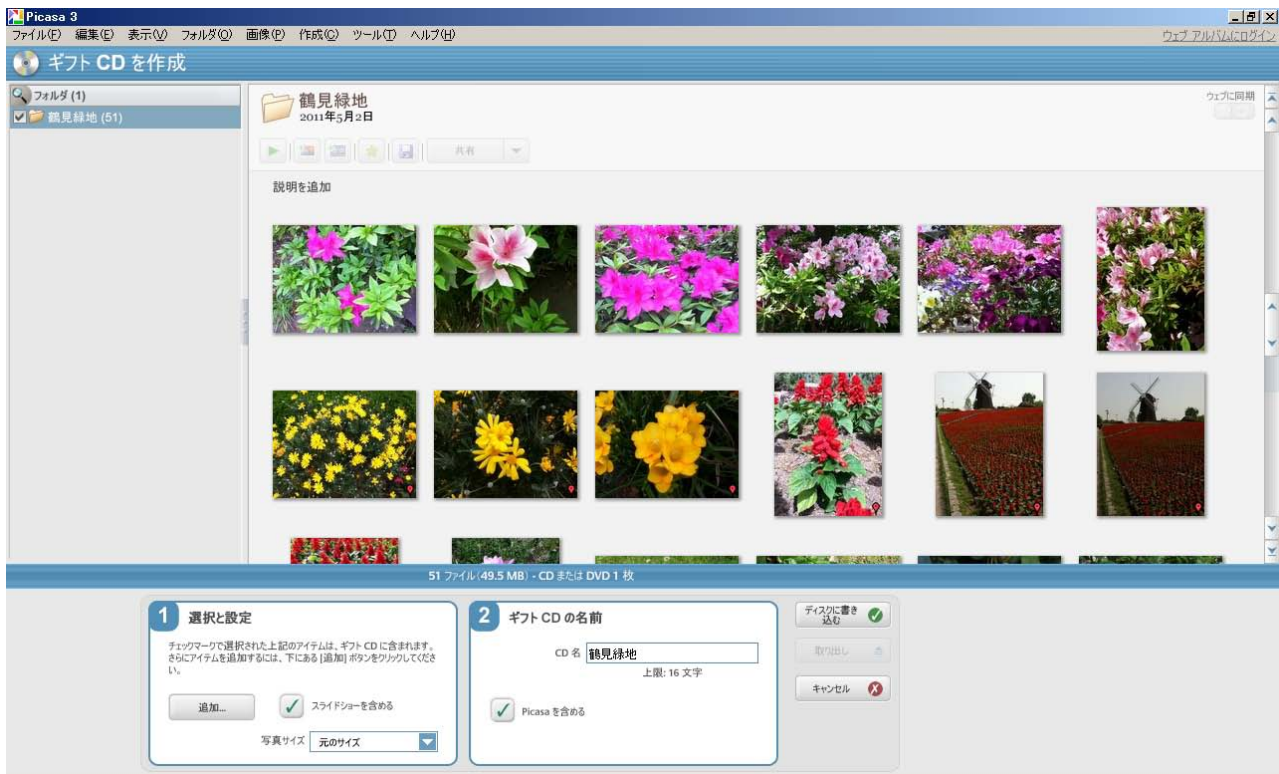 Picasa 3
ファイル(F) 編集(E) 表示(V) フォルダ(O) 画像(P) 作成(C) ツール(T) ヘルプ(H)
ウェブ アルバムにログイン
ギフト CD を作成
フォルダ (1)
鶴見緑地 (51)
鶴見緑地
2011年5月2日
ウェブに同期
共有
説明を追加
51 ファイル(49.5 MB) - CD または DVD 1 枚
1 選択と設定
チェックマークで選択された上記のアイテムは、ギフト CD に含まれます。
さらにアイテムを追加するには、下にある [追加] ボタンをクリックしてくださ
い。
追加...
スライドショーを含める
写真サイズ 元のサイズ
2 ギフト CD の名前
CD 名 鶴見緑地
上限: 16 文字
Picasa を含める
ディスクに書き
込む
取り出し
キャンセル